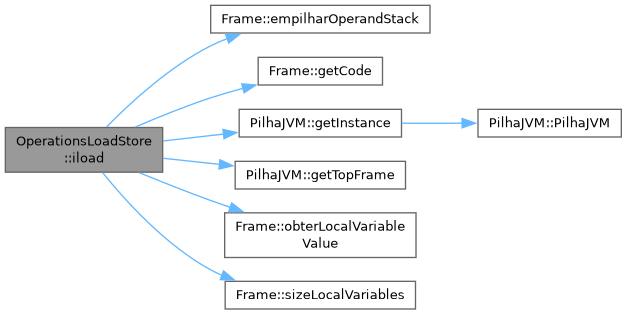 OperationsLoadStore
::iload
Frame::empilharOperandStack
Frame::getCode
PilhaJVM::getInstance
PilhaJVM::PilhaJVM
PilhaJVM::getTopFrame
Frame::obterLocalVariable
Value
Frame::sizeLocalVariables